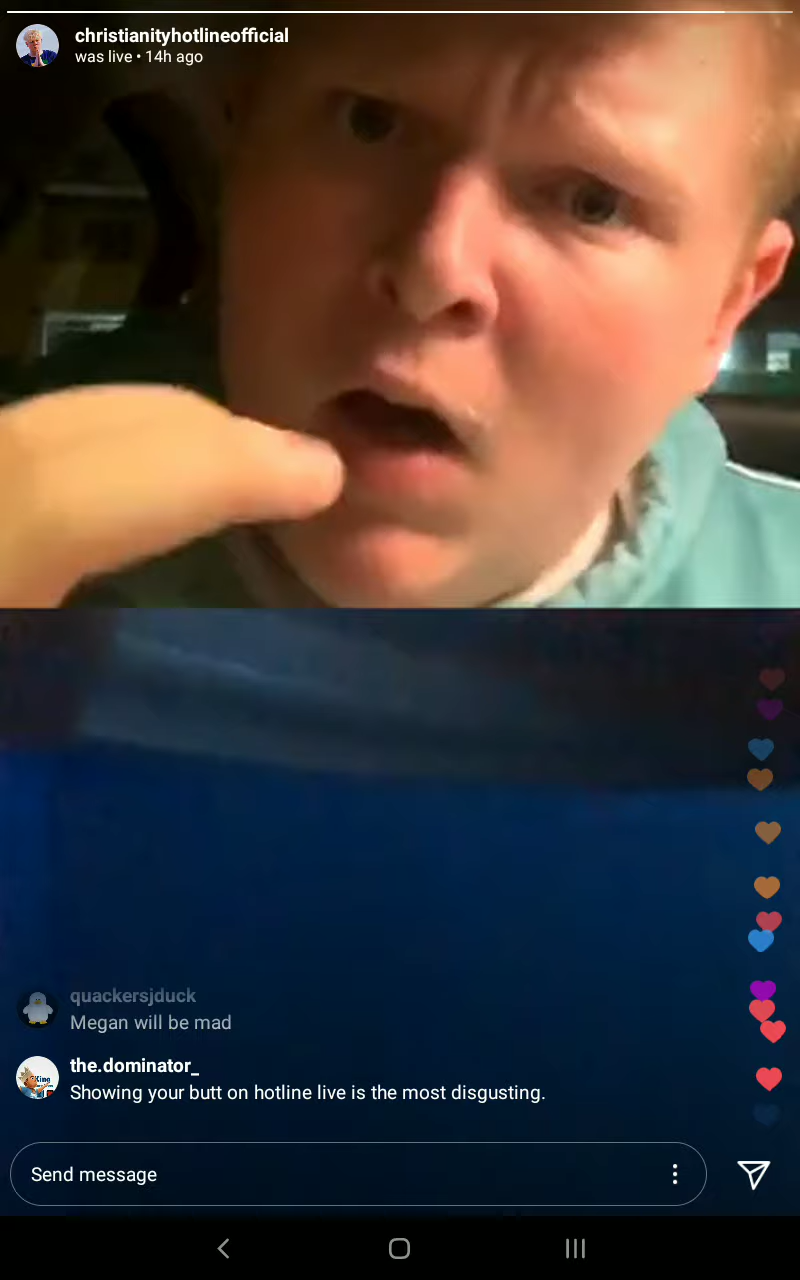 christianityhotlineofficial
was live • 14h ago
quackersjduck
Megan will be mad
King
the.dominator_
Showing your butt on hotline live is the most disgusting.
Send message